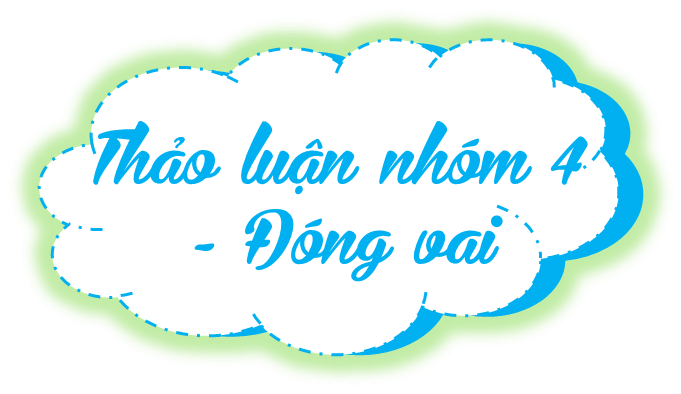 Thảo luận nhóm 4
- Đóng vai